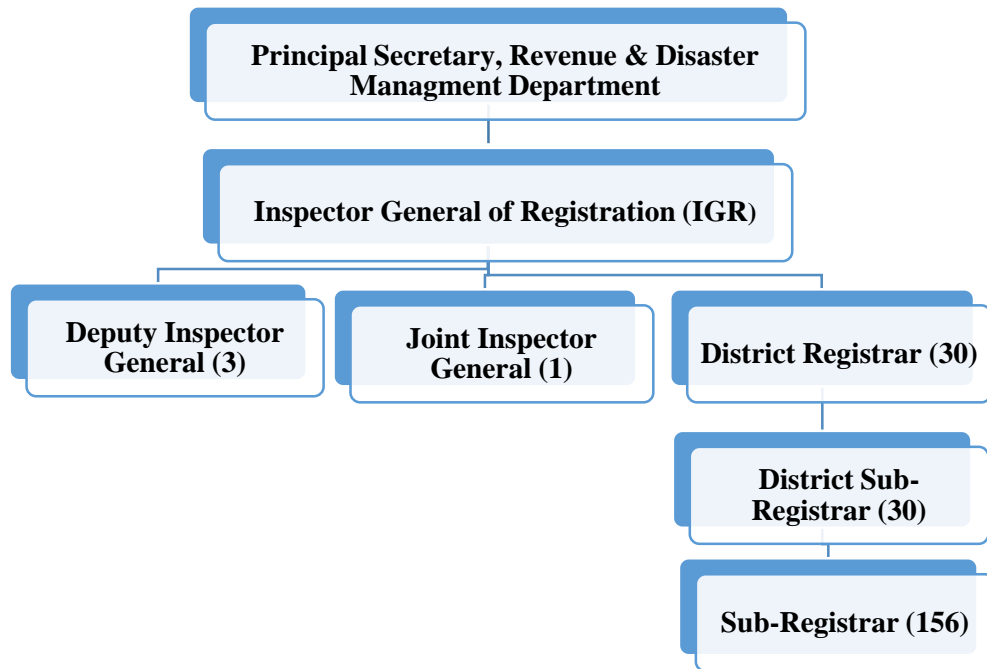 Principal Secretary, Revenue & Disaster
Managment Department
Inspector General of Registration (IGR)
Deputy Inspector
General (3)
Joint Inspector
General (1)
District Registrar (30)
District Sub-
Registrar (30)
Sub-Registrar (156)